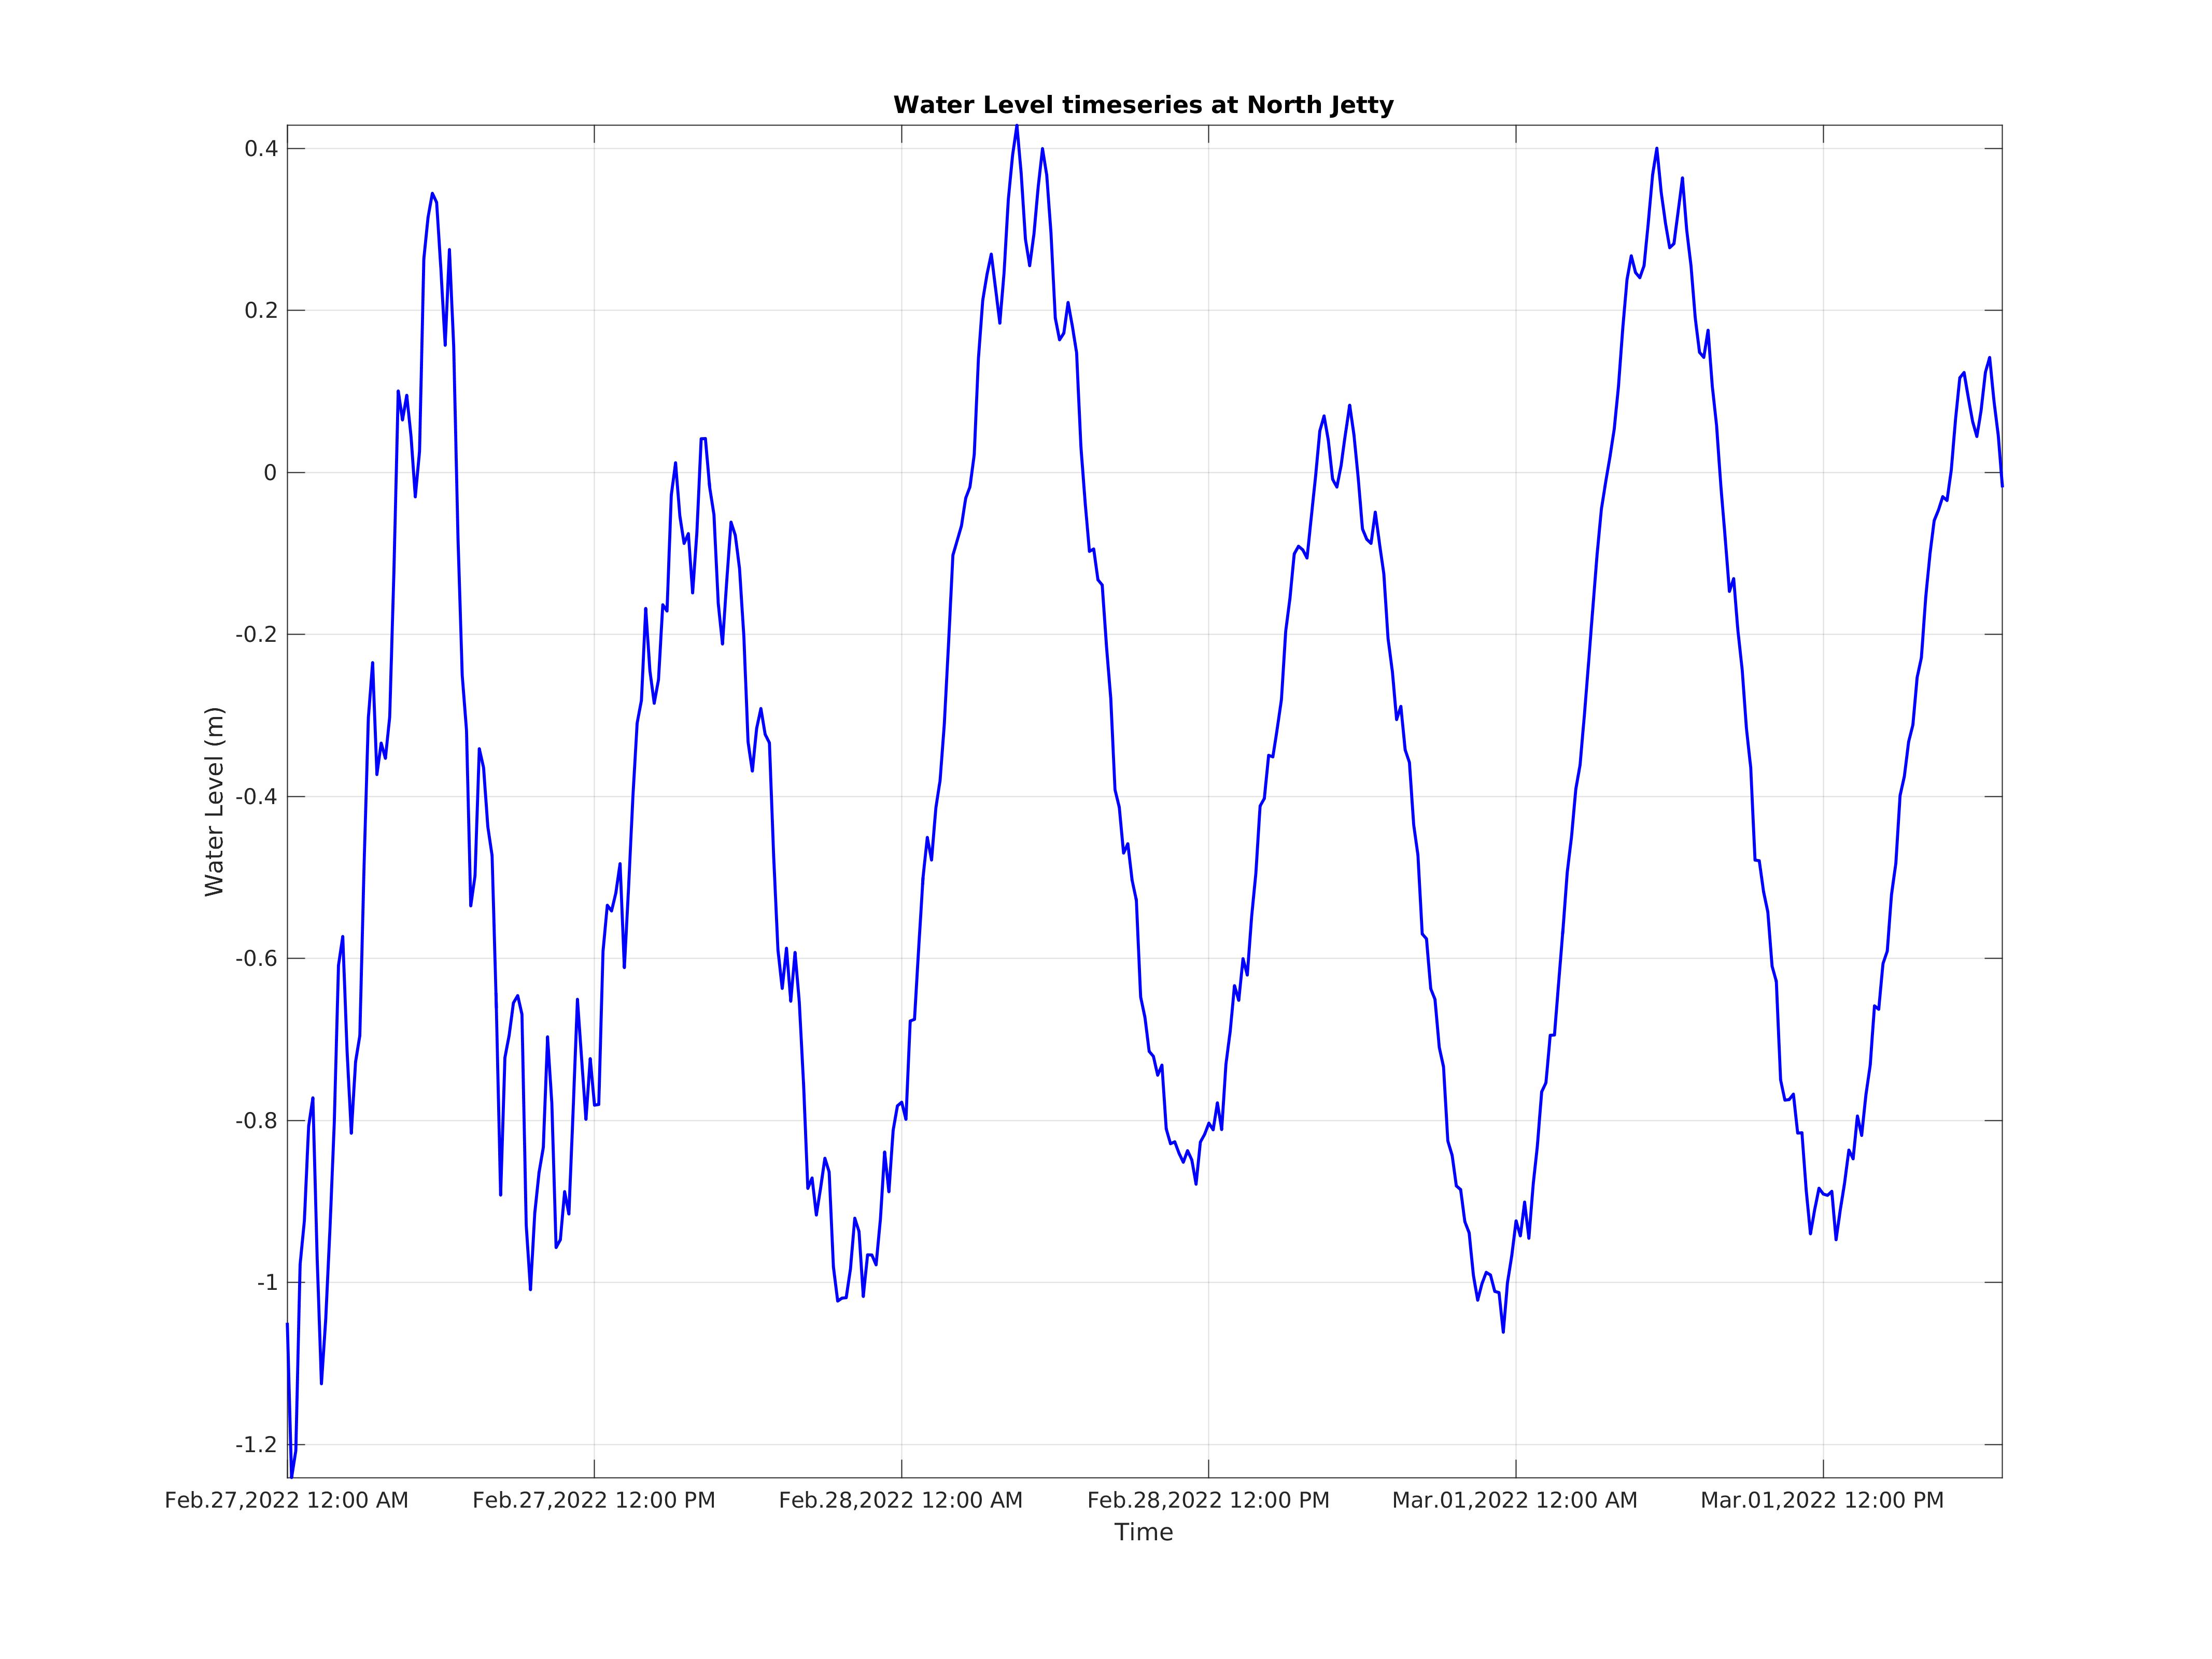 Water Level timeseries at North Jetty
0.4
0.2
0
-0.2
-0.4
-0.6
-0.8
-1
-1.2
Water Level (m)
Feb.27,2022 12:00 AM
Feb.27,2022 12:00 PM
Feb.28,2022 12:00 AM
Feb.28,2022 12:00 PM
Mar.01,2022 12:00 AM
Mar.01,2022 12:00 PM
Time